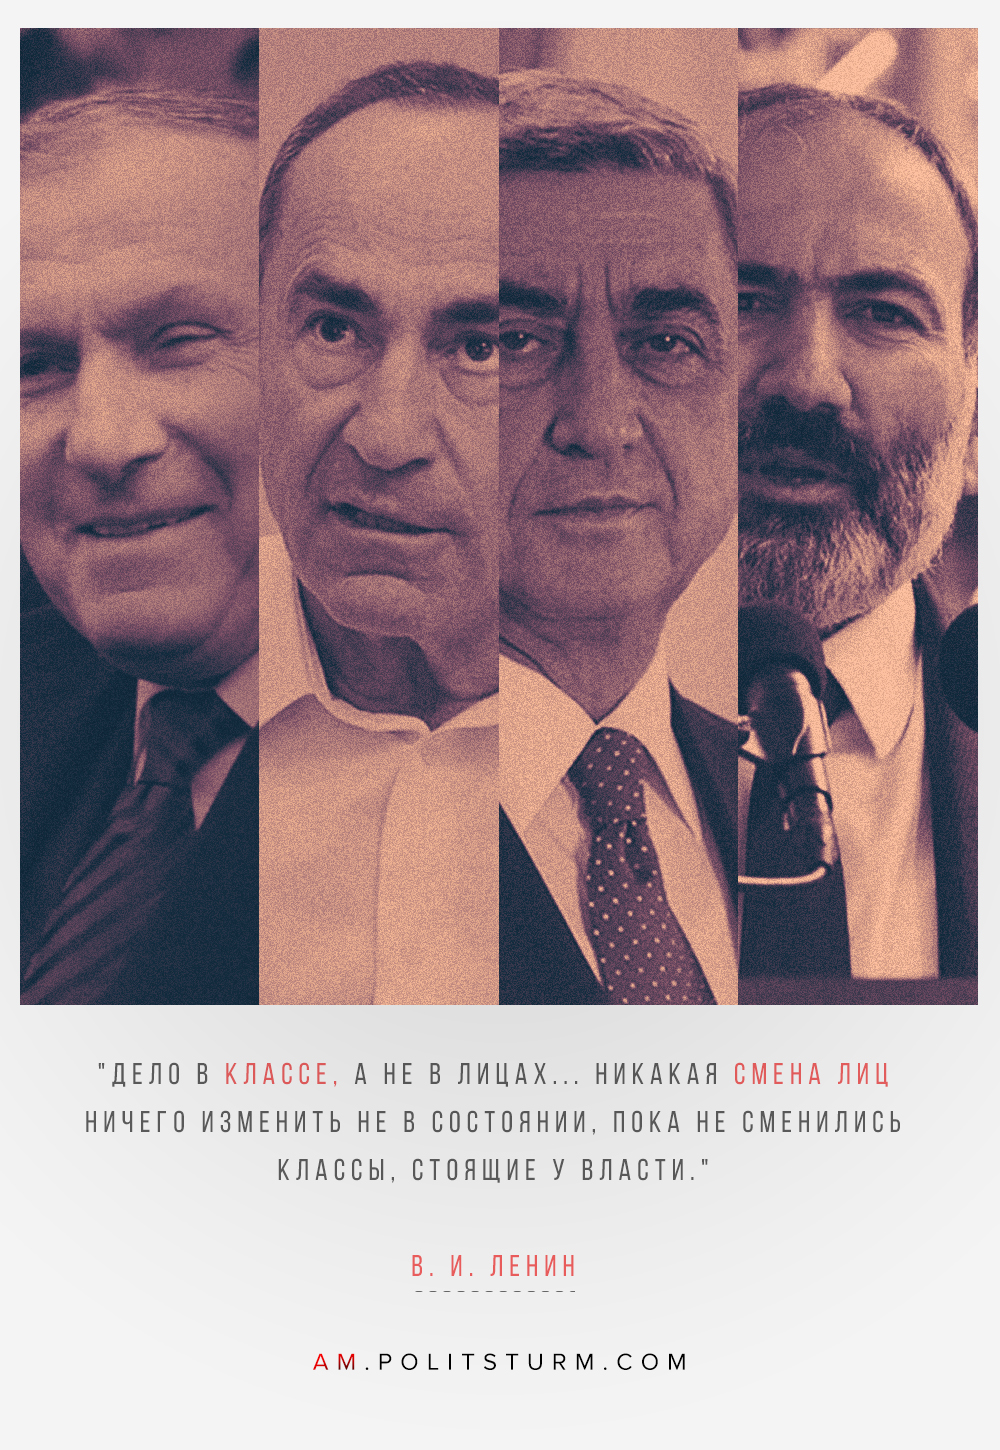 "ДЕЛО В КЛАССЕ, А НЕ В ЛИЦАХ... НИКАКАЯ СМЕНА ЛИЦ
НИЧЕГО ИЗМЕНИТЬ НЕ В СОСТОЯНИИ, ПОКА НЕ СМЕНИЛИСЬ
КЛАССЫ, СТОЯЩИЕ У ВЛАСТИ."
В. И. ЛЕНИН
AM.POLITSTURM.COM